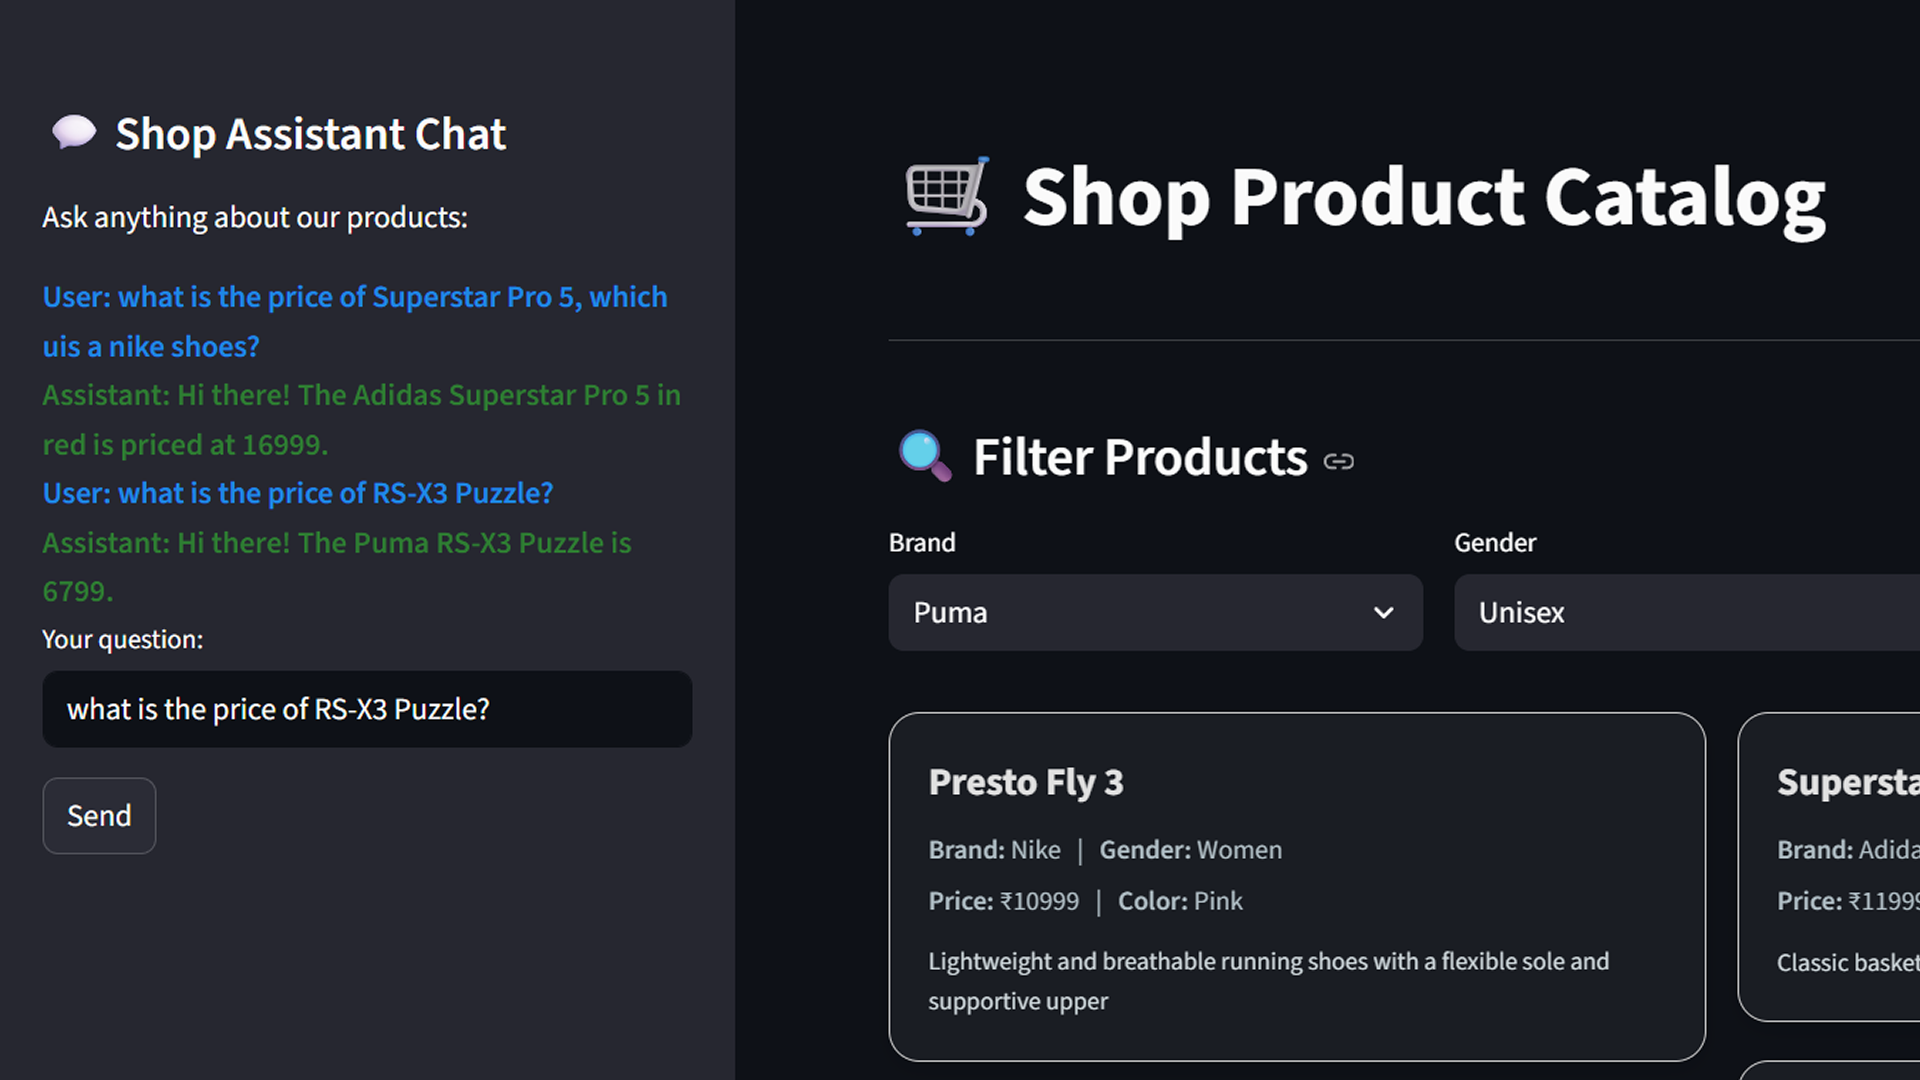 Shop Assistant Chat
Ask anything about our products:
User: what is the price of Superstar Pro 5, which
uis a nike shoes?
Assistant: Hi there! The Adidas Superstar Pro 5 in
red is priced at 16999.
User: what is the price of RS-X3 Puzzle?
Assistant: Hi there! The Puma RS-X3 Puzzle is
6799.
Your question:
what is the price of RS-X3 Puzzle?
Send
Shop Product Catalog
Filter Products
Brand
Puma
Gender
Unisex
Presto Fly 3
Brand: Nike | Gender: Women
Price: ₹10999 | Color: Pink
Lightweight and breathable running shoes with a flexible sole and
supportive upper
Supersta
Brand: Adida
Price: ₹11999
Classic basket